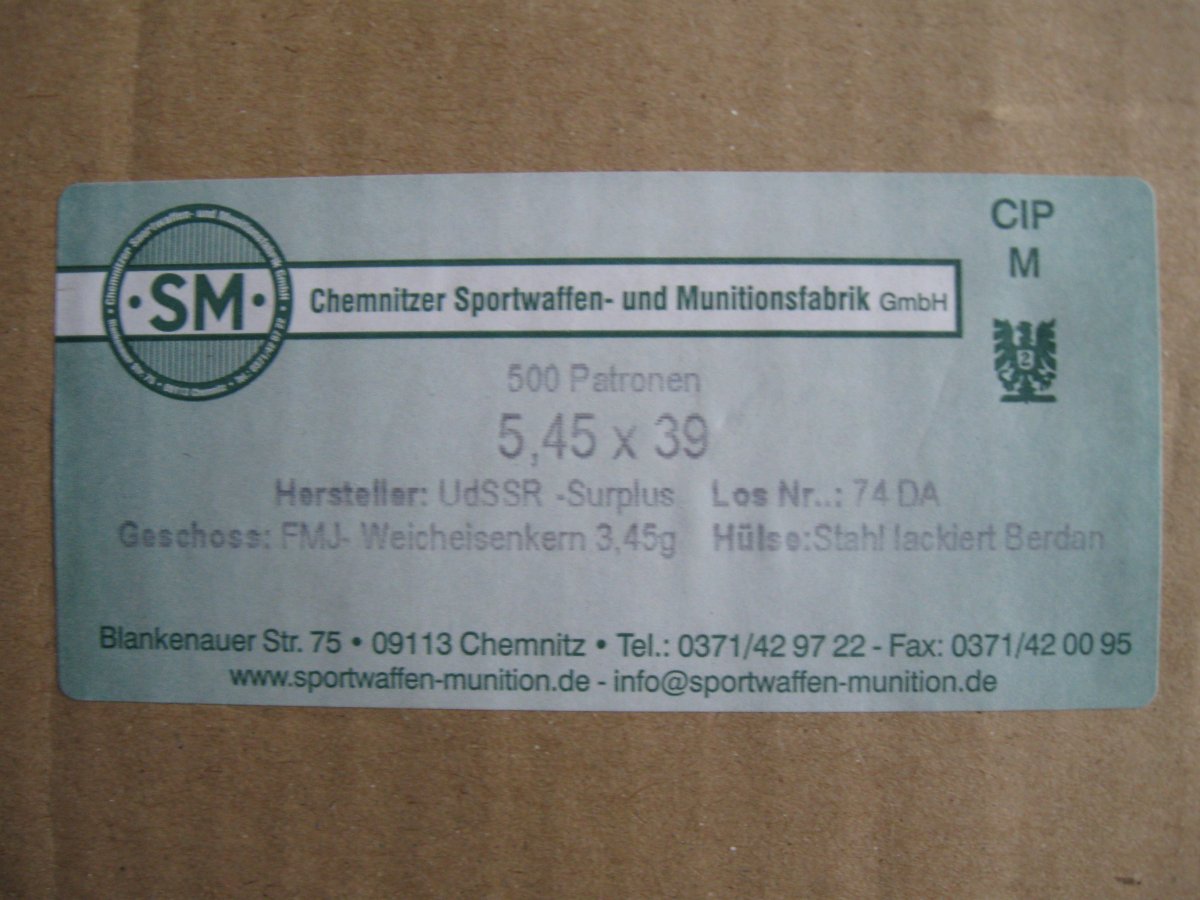 CIP
M
2
·SM·
Chemnitzer Sportwaffen- und Munitionsfabrik GmbH
500 Patronen
5,45 x 39
Hersteller: UdSSR -Surplus Los Nr..: 74 DA
Geschoss: FMJ- Weicheisenkern 3,45g Hülse:Stahl lackiert Berdan
Blankenauer Str. 75 • 09113 Chemnitz • Tel.: 0371/42 97 22 - Fax: 0371/42 00 95
www.sportwaffen-munition.de - info@sportwaffen-munition.de